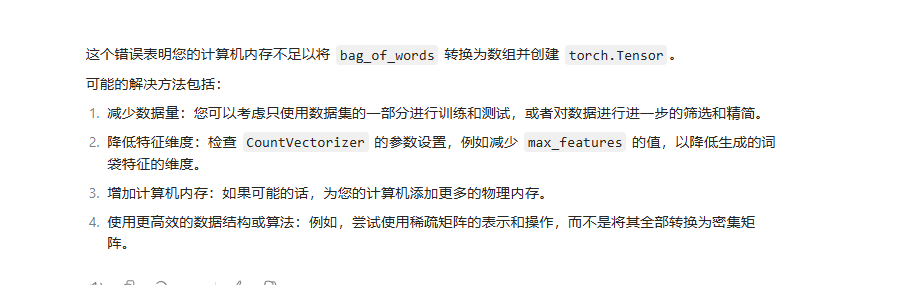 这个错误表明您的计算机内存不足以将 bag_of_words 转换为数组并创建 torch.Tensor 。
可能的解决方法包括：
1. 减少数据量：您可以考虑只使用数据集的一部分进行训练和测试，或者对数据进行进一步的筛选和精简。
2. 降低特征维度：检查 CountVectorizer 的参数设置，例如减少 max_features 的值，以降低生成的词
袋特征的维度。
3. 增加计算机内存：如果可能的话，为您的计算机添加更多的物理内存。
4. 使用更高效的数据结构或算法：例如，尝试使用稀疏矩阵的表示和操作，而不是将其全部转换为密集矩
阵。